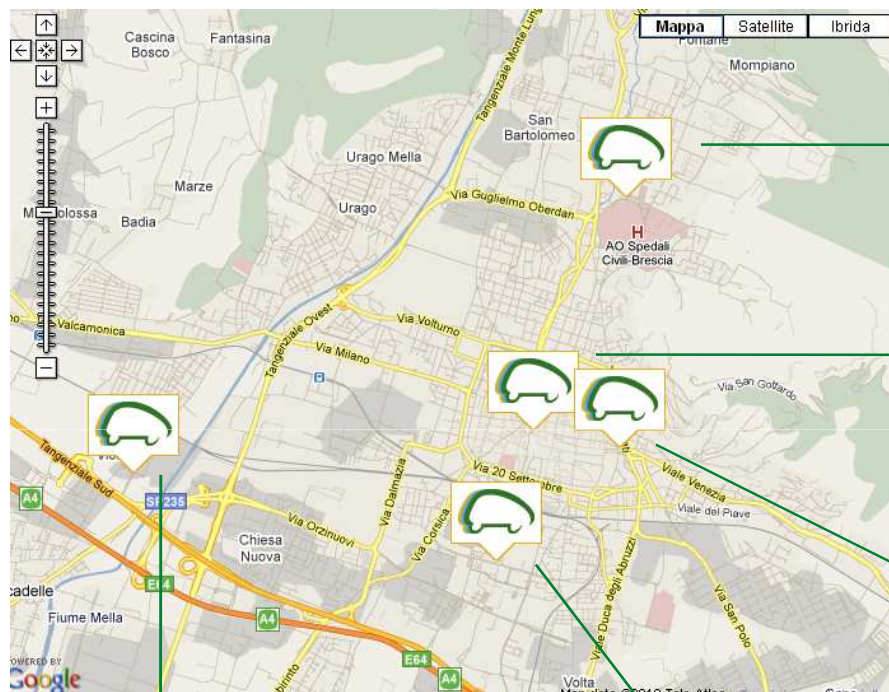 Mappa
Satellite
Ibrida
Cascina
Bosco
Fantasina
Tangenziale Monte Lung
Mompiano
San
Bartolomeo
Urago Mella
Marze
Via Guglielmo Oberdan
Urago
Badia
H
AO Spedali
Civili-Brescia
Valcamonica
Tangenziale Ovest
Via Volturno
Via Milano
Via San Gottardo
Tangenziale Sud
Via Dalmazia
Via 20 Settembre
Viale Venezia
A4
SP235
Viale del Piave
Via Orzinuovi
Via Corsica
Chiesa
Nuova
Viale Duca degli Abruzzi
E64
cadelle
Via San Polo
Fiume Mella
A4
E64
POWERED BY
Google
A4
Volta